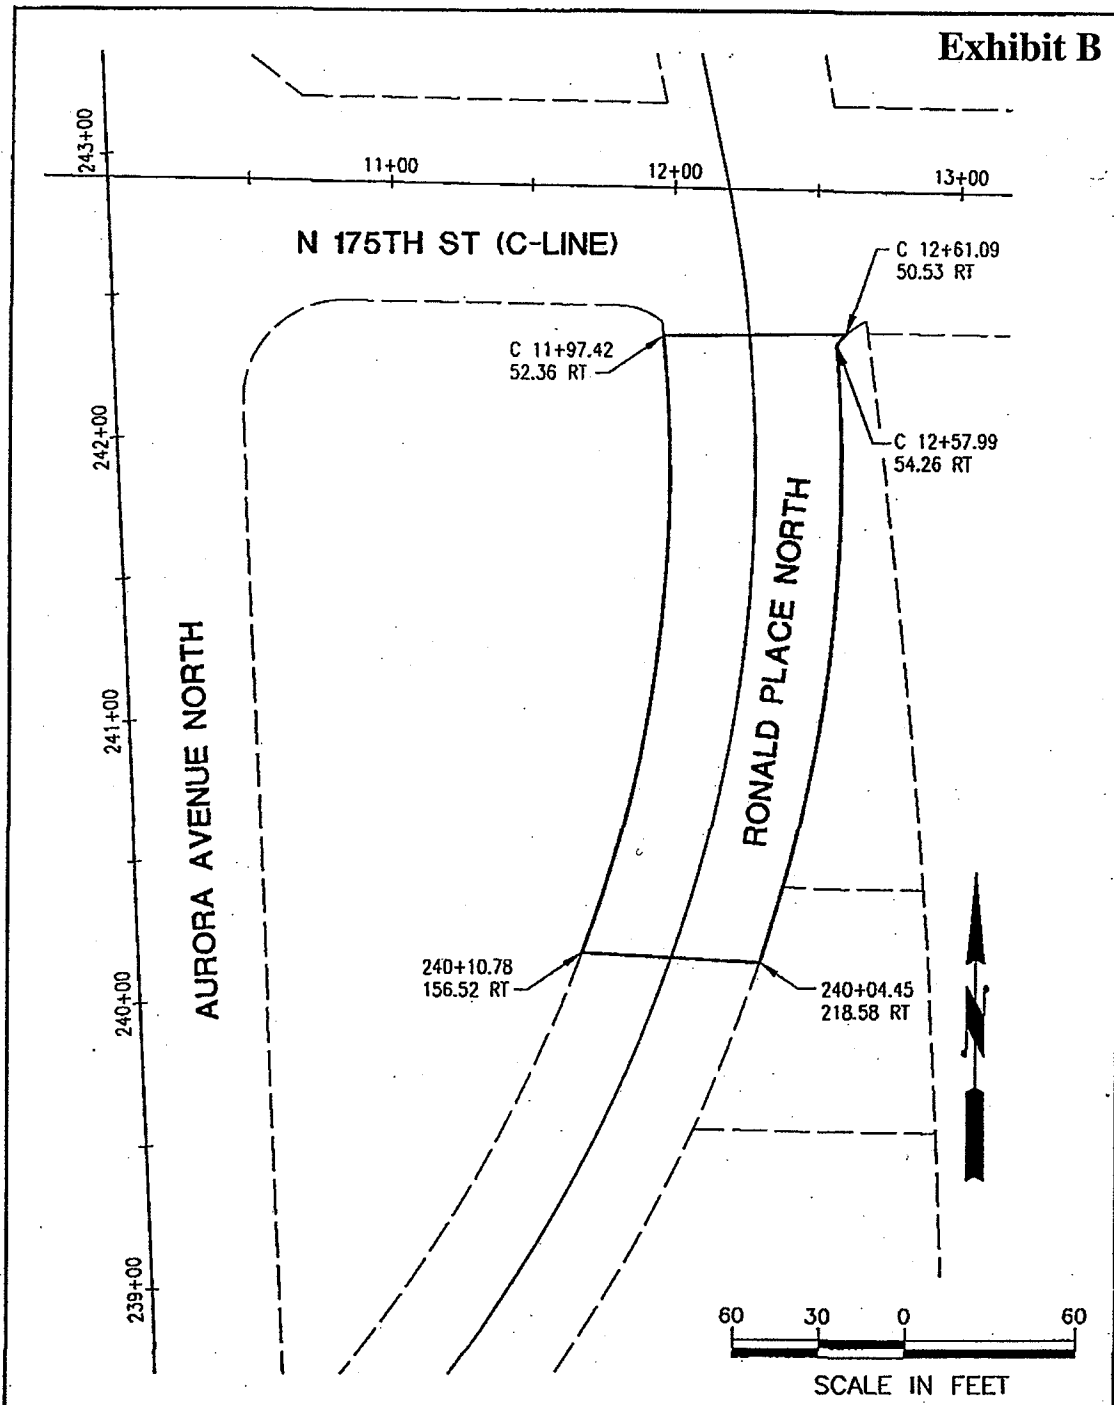 Exhibit B
243+00
11+00
12+00
13+00
N 175TH ST (C-LINE)
C 12+61.09
50.53 RT
C 11+97.42
52.36 RT
C 12+57.99
54.26 RT
242+00
RONALD PLACE NORTH
241+00
AURORA AVENUE NORTH
240+10.78
156.52 RT
240+04.45
218.58 RT
240+00
N
239+00
60 30 0 60
SCALE IN FEET